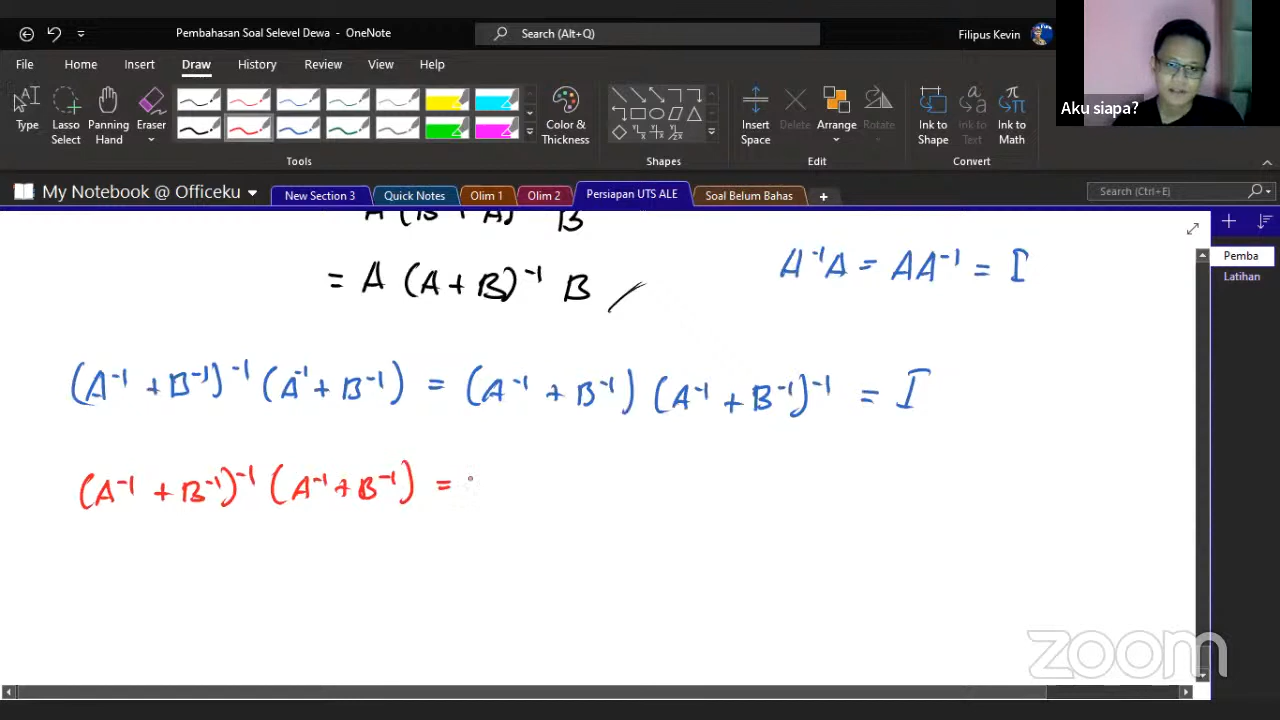 Pembahasan Soal Selevel Dewa - OneNote
Search (Alt+Q)
Filipus Kevin
Aku siapa?
File Home Insert Draw History Review View Help
Type
Lasso Select
Panning Hand
Eraser
Color & Thickness
Insert Space
Delete
Arrange
Rotate
Ink to Shape
Ink to Text
Ink to Math
Tools Shapes Edit Convert
My Notebook @ Officeku
New Section 3 Quick Notes Olim 1 Olim 2 Persiapan UTS ALE Soal Belum Bahas +
Search (Ctrl+E)
Pemba
Latihan
A (B + A) B
= A (A + B)⁻¹ B
A⁻¹A = AA⁻¹ = I
(A⁻¹ + B⁻¹)⁻¹ (A⁻¹ + B⁻¹) = (A⁻¹ + B⁻¹) (A⁻¹ + B⁻¹)⁻¹ = I
(A⁻¹ + B⁻¹)⁻¹ (A⁻¹ + B⁻¹) =
zoom